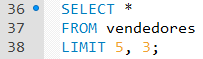 36 SELECT *
37 FROM vendedores
38 LIMIT 5, 3;